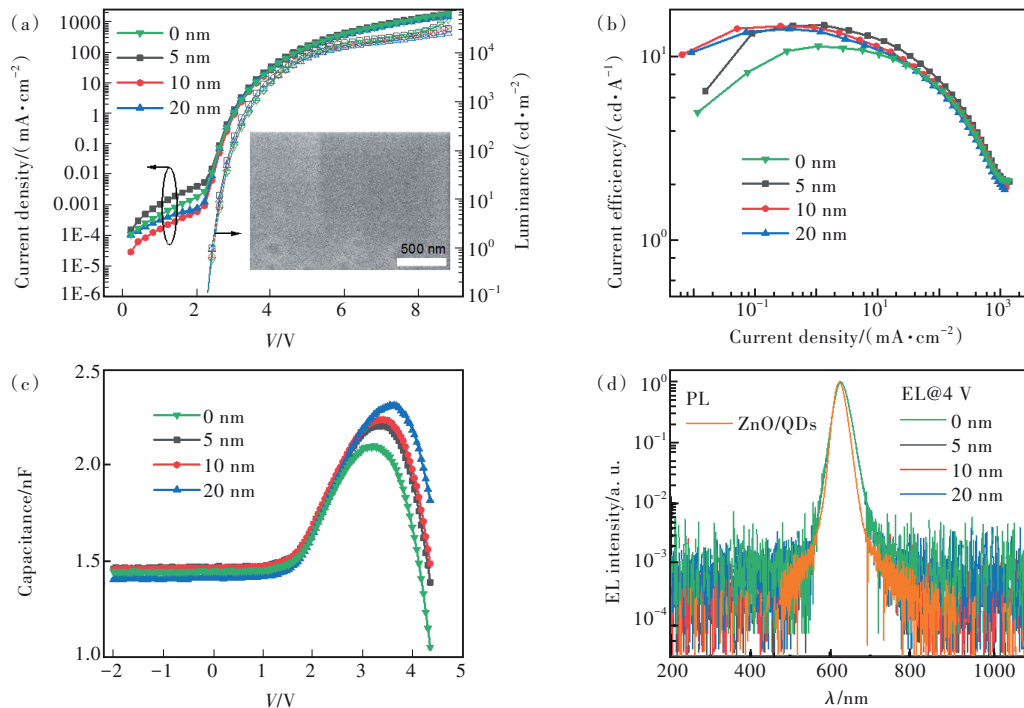 (a)
0 nm
5 nm
10 nm
20 nm
1000
100
10
1
0.1
0.01
0.001
1E-4
1E-5
1E-6
Current density/(mA·cm⁻²)
10⁴
10³
10²
10¹
10⁰
10⁻¹
Luminance/(cd·m⁻²)
500 nm
0 2 4 6 8
V/V
(b)
10¹
10⁰
Current efficiency/(cd·A⁻¹)
0 nm
5 nm
10 nm
20 nm
10⁻¹ 10¹ 10³
Current density/(mA·cm⁻²)
(c)
2.5
2.0
1.5
1.0
Capacitance/nF
0 nm
5 nm
10 nm
20 nm
−2 −1 0 1 2 3 4 5
V/V
(d)
PL
ZnO/QDs
EL@4 V
0 nm
5 nm
10 nm
20 nm
10⁰
10⁻¹
10⁻²
10⁻³
10⁻⁴
EL intensity/a. u.
200 400 600 800 1000
λ/nm